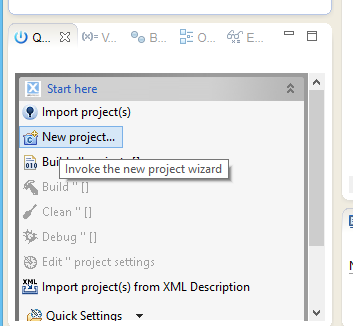 Q...
(x)= V...
B...
O...
E...
Start here
Import project(s)
New project...
Invoke the new project wizard
Build '' []
Clean '' []
Debug '' []
Edit '' project settings
XML Import project(s) from XML Description
Quick Settings